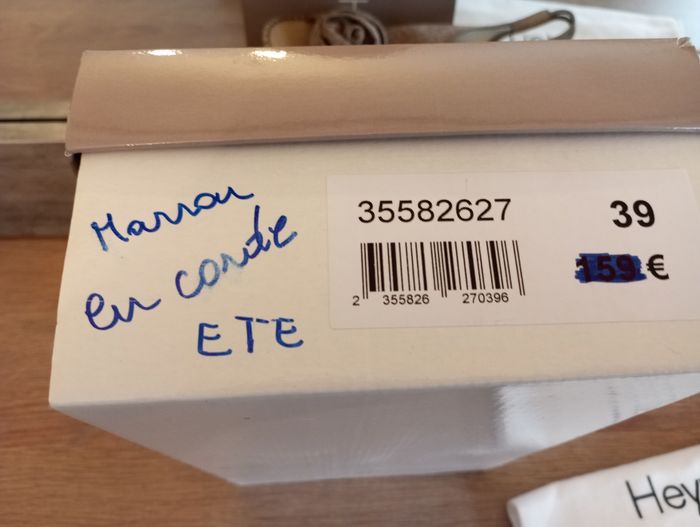 Marron
en corde
ETE
35582627
39
159 €
2 355826 270396
Hey